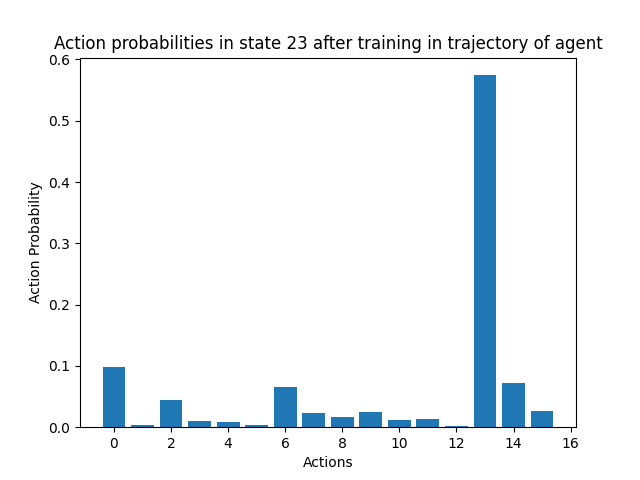 Action probabilities in state 23 after training in trajectory of agent
0.6
0.5
0.4
0.3
0.2
0.1
0.0
Action Probability
0 2 4 6 8 10 12 14 16
Actions